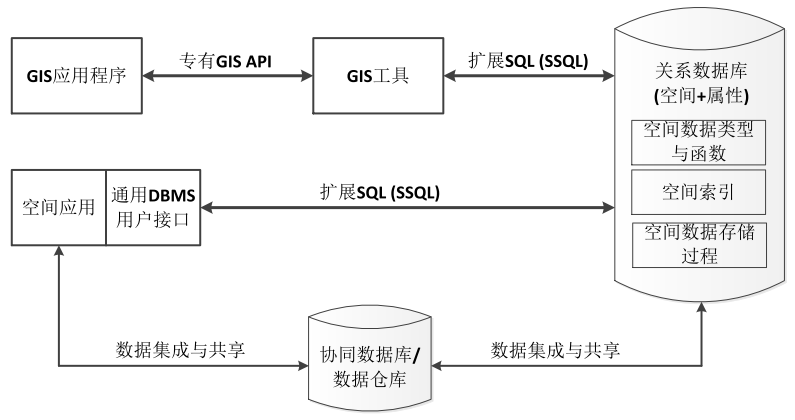 GIS应用程序
专有GIS API
GIS工具
扩展SQL (SSQL)
关系数据库
(空间+属性)
空间数据类型
与函数
空间索引
空间数据存储
过程
空间应用
通用DBMS
用户接口
扩展SQL (SSQL)
数据集成与共享
协同数据库/
数据仓库
数据集成与共享